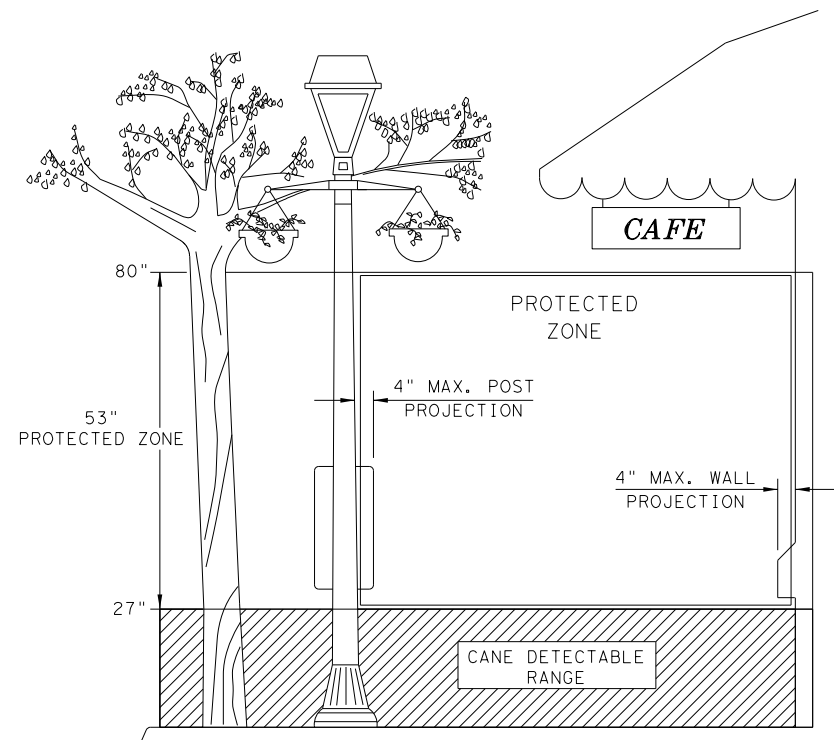 CAFE
80"
PROTECTED
ZONE
4" MAX. POST
PROJECTION
53"
PROTECTED ZONE
4" MAX. WALL
PROJECTION
27"
CANE DETECTABLE
RANGE